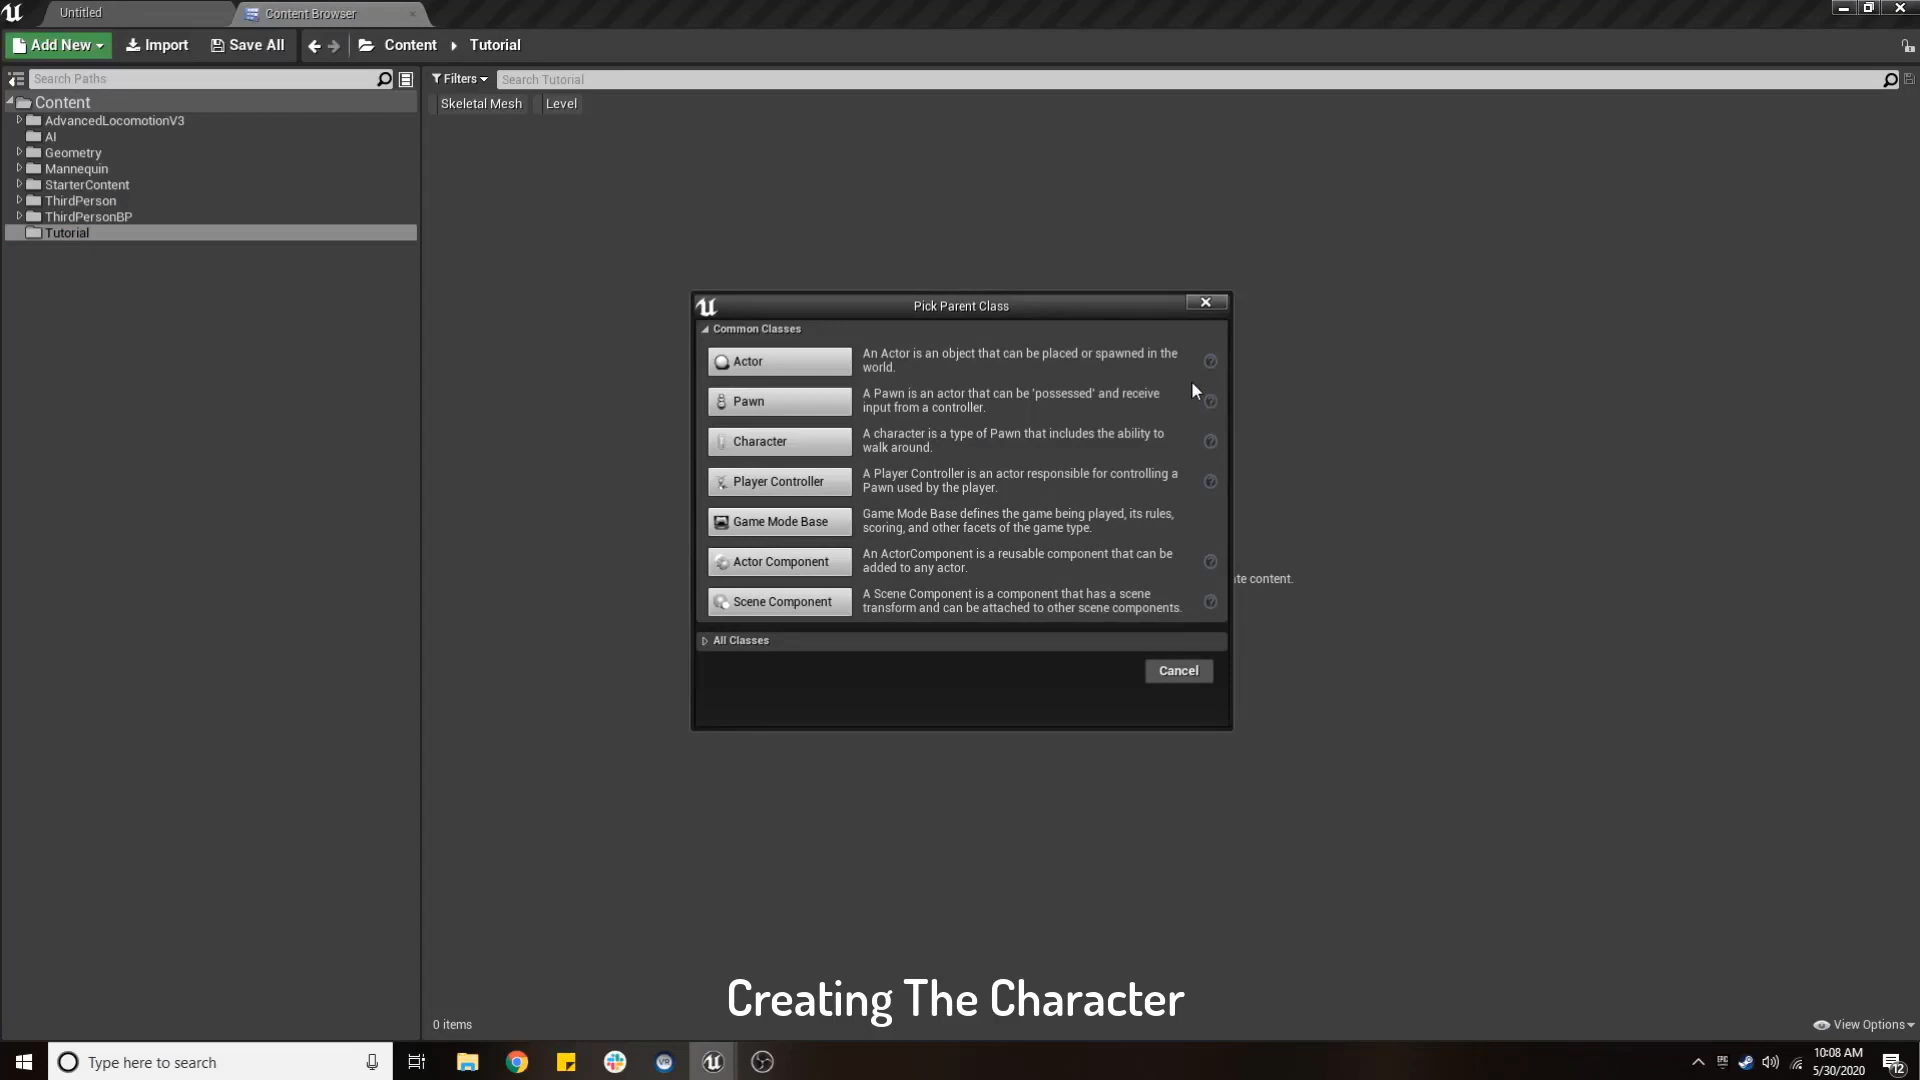 Untitled
Content Browser
Add New
Import
Save All
Content
Tutorial
Search Paths
Filters
Search Tutorial
Skeletal Mesh
Level
Content
AdvancedLocomotionV3
AI
Geometry
Mannequin
StarterContent
ThirdPerson
ThirdPersonBP
Tutorial
Pick Parent Class
Common Classes
Actor
An Actor is an object that can be placed or spawned in the
world.
Pawn
A Pawn is an actor that can be 'possessed' and receive
input from a controller.
Character
A character is a type of Pawn that includes the ability to
walk around.
Player Controller
A Player Controller is an actor responsible for controlling a
Pawn used by the player.
Game Mode Base
Game Mode Base defines the game being played, its rules,
scoring, and other facets of the game type.
Actor Component
An ActorComponent is a reusable component that can be
added to any actor.
Scene Component
A Scene Component is a component that has a scene
transform and can be attached to other scene components.
All Classes
Cancel
te content.
Creating The Character
0 items
View Options
Type here to search
10:08 AM
5/30/2020
12